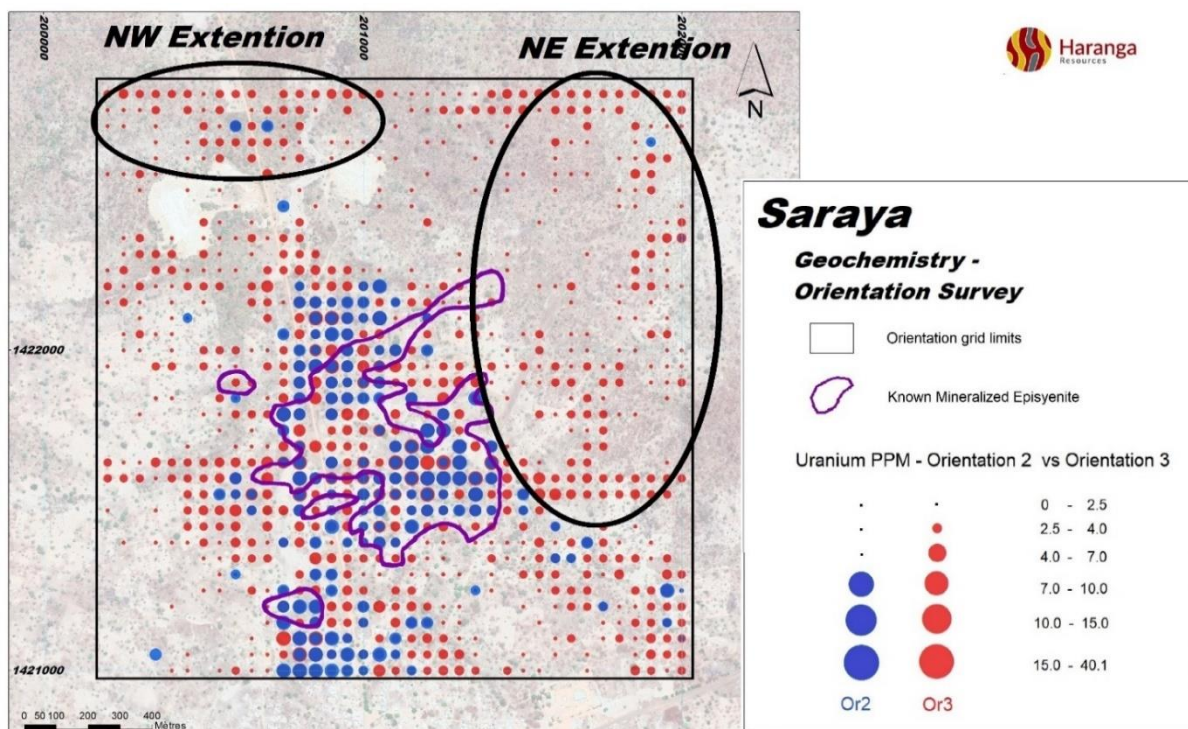 200000
201000
202000
NW Extention
NE Extention
N
1422000
1421000
0 50 100 200 300 400
Métres
Haranga
Resources
Saraya
Geochemistry -
Orientation Survey
Orientation grid limits
Known Mineralized Episyenite
Uranium PPM - Orientation 2 vs Orientation 3
0 - 2.5
2.5 - 4.0
4.0 - 7.0
7.0 - 10.0
10.0 - 15.0
15.0 - 40.1
Or2 Or3